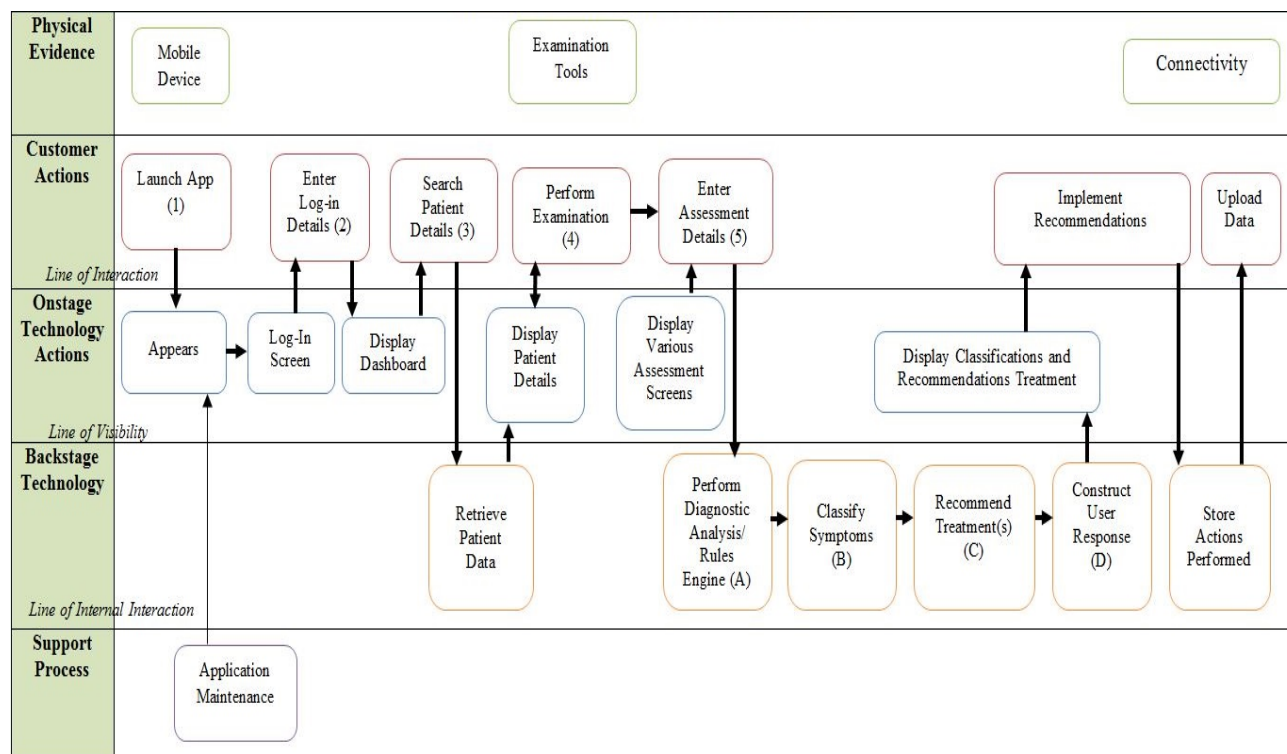 Physical
Evidence
Mobile
Device
Examination
Tools
Connectivity
Customer
Actions
Launch App
(1)
Enter
Log-in
Details (2)
Search
Patient
Details (3)
Perform
Examination
(4)
Enter
Assessment
Details (5)
Implement
Recommendations
Upload
Data
Line of Interaction
Onstage
Technology
Actions
Appears
Log-In
Screen
Display
Dashboard
Display
Patient
Details
Display
Various
Assessment
Screens
Display Classifications and
Recommendations Treatment
Line of Visibility
Backstage
Technology
Retrieve
Patient
Data
Perform
Diagnostic
Analysis/
Rules
Engine (A)
Classify
Symptoms
(B)
Recommend
Treatment(s)
(C)
Construct
User
Response
(D)
Store
Actions
Performed
Line of Internal Interaction
Support
Process
Application
Maintenance